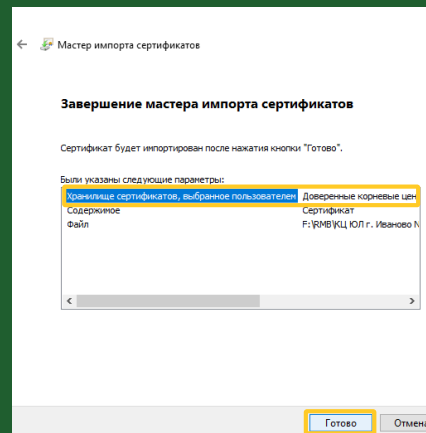 Мастер импорта сертификатов
Завершение мастера импорта сертификатов
Сертификат будет импортирован после нажатия кнопки "Готово".
Были указаны следующие параметры:
Хранилище сертификатов, выбранное пользователем Доверенные корневые цен
Содержимое Сертификат
Файл F:\RMB\КЦ ЮЛ г. Иваново N
Готово Отмена